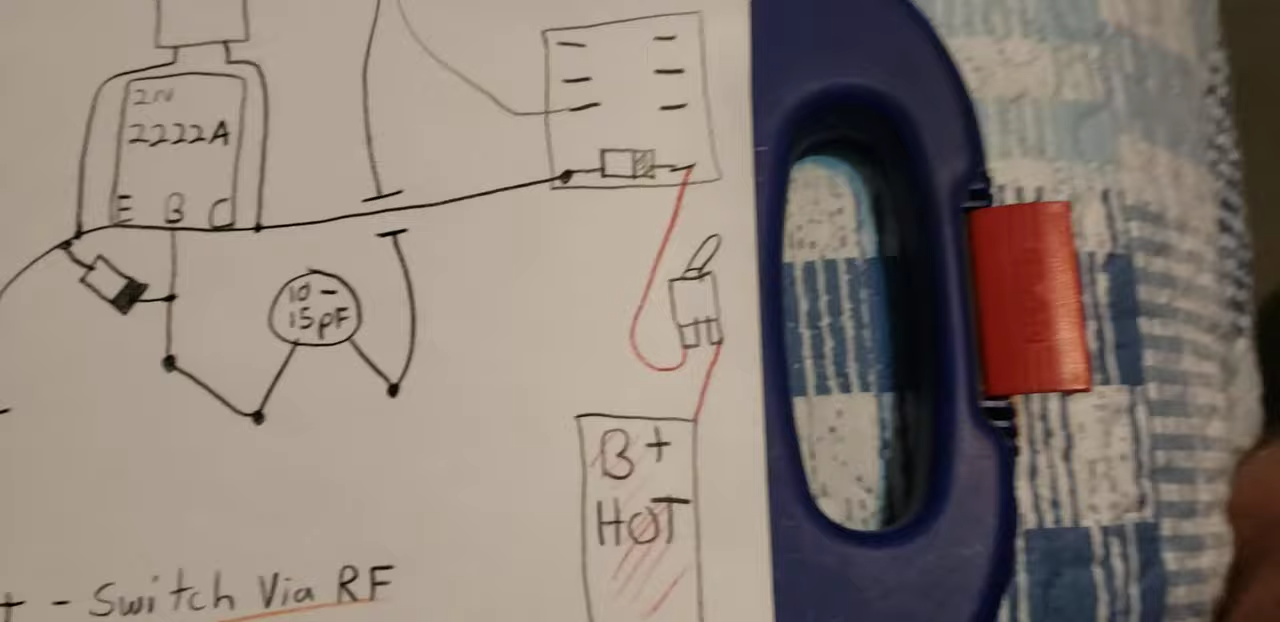 2N
2222A
E B C
10 -
15pF
B+
HOT
+ - Switch Via RF